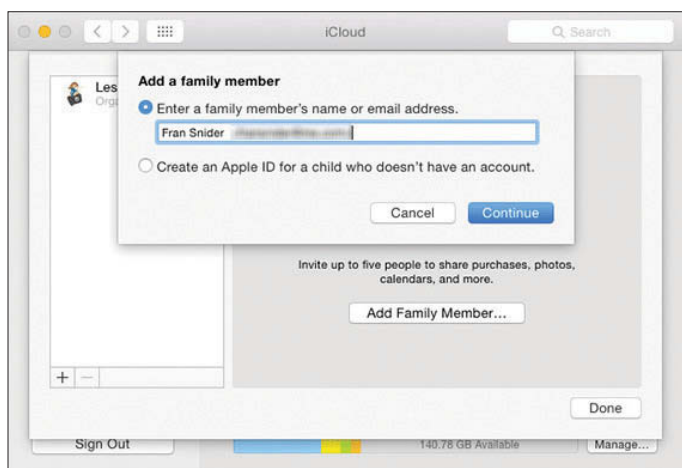 iCloud
Search
Add a family member
Les
Enter a family member's name or email address.
Fran Snider
Create an Apple ID for a child who doesn't have an account.
Cancel
Continue
Invite up to five people to share purchases, photos,
calendars, and more.
Add Family Member...
+ −
Done
Sign Out
140.78 GB Available
Manage...